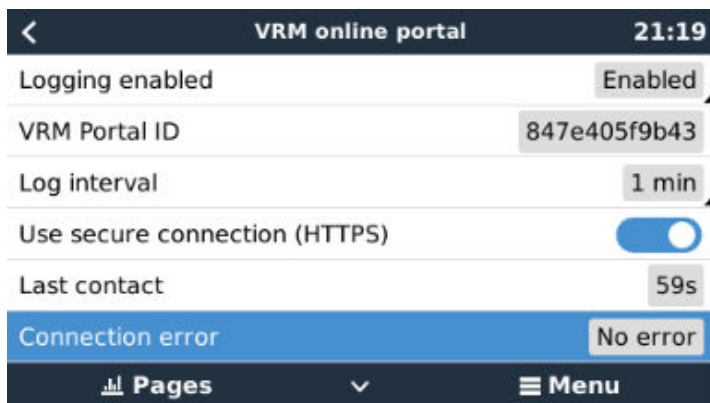 VRM online portal 21:19
Logging enabled Enabled
VRM Portal ID 847e405f9b43
Log interval 1 min
Use secure connection (HTTPS)
Last contact 59s
Connection error No error
Pages Menu